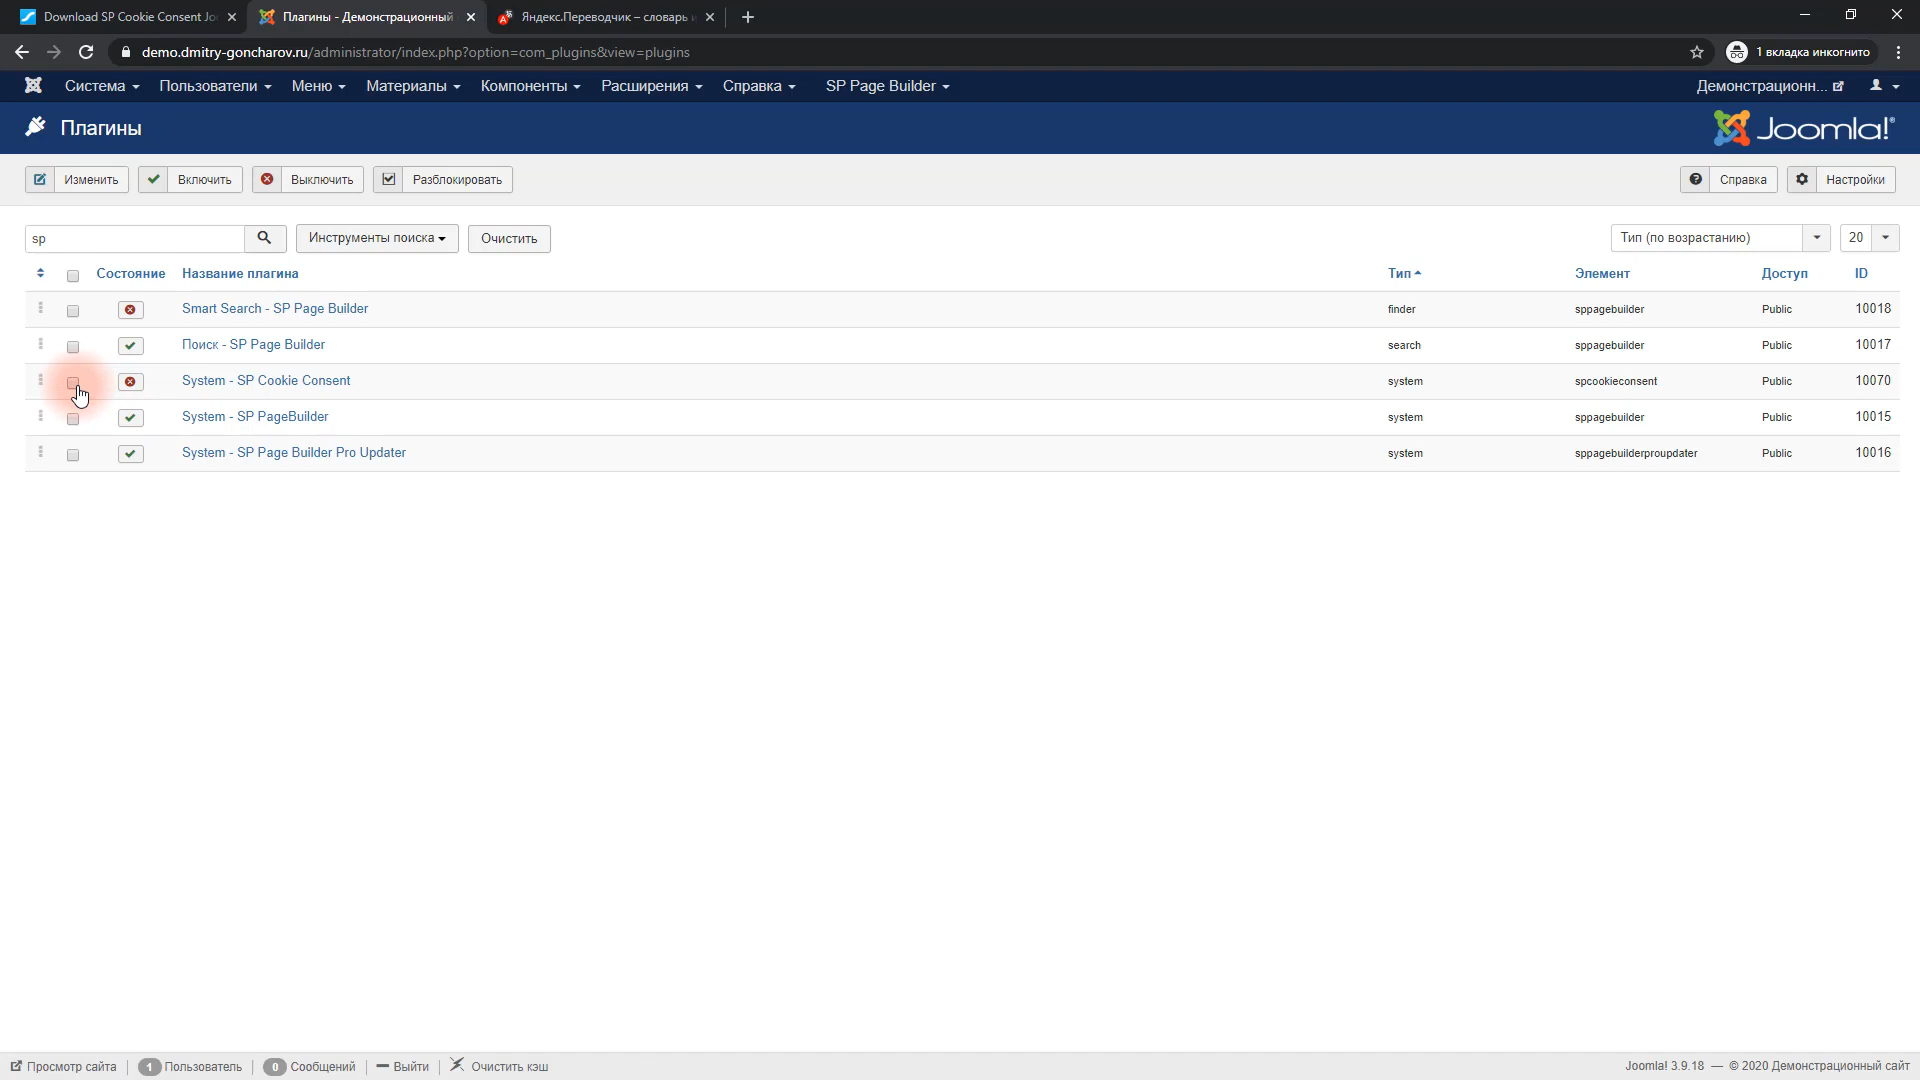 Download SP Cookie Consent Jo
Плагины - Демонстрационный
Яндекс.Переводчик – словарь и
demo.dmitry-goncharov.ru/administrator/index.php?option=com_plugins&view=plugins
1 вкладка инкогнито
Система Пользователи Меню Материалы Компоненты Расширения Справка SP Page Builder Демонстрационн...
Плагины Joomla!®
Изменить Включить Выключить Разблокировать Справка Настройки
sp Инструменты поиска Очистить Тип (по возрастанию) 20
Состояние Название плагина Тип Элемент Доступ ID
Smart Search - SP Page Builder finder sppagebuilder Public 10018
Поиск - SP Page Builder search sppagebuilder Public 10017
System - SP Cookie Consent system spcookieconsent Public 10070
System - SP PageBuilder system sppagebuilder Public 10015
System - SP Page Builder Pro Updater system sppagebuilderproupdater Public 10016
Просмотр сайта 1 Пользователь 0 Сообщений Выйти Очистить кэш Joomla! 3.9.18 — © 2020 Демонстрационный сайт